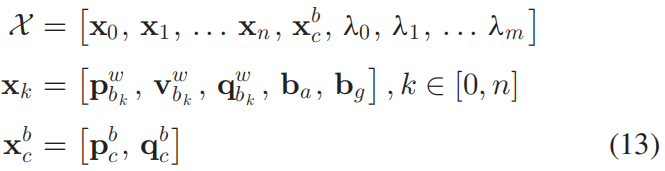 𝒳 = [x₀, x₁, … xₙ, x_c^b, λ₀, λ₁, … λₘ]
x_k = [p_{b_k}^w, v_{b_k}^w, q_{b_k}^w, b_a, b_g], k ∈ [0, n]
x_c^b = [p_c^b, q_c^b] (13)